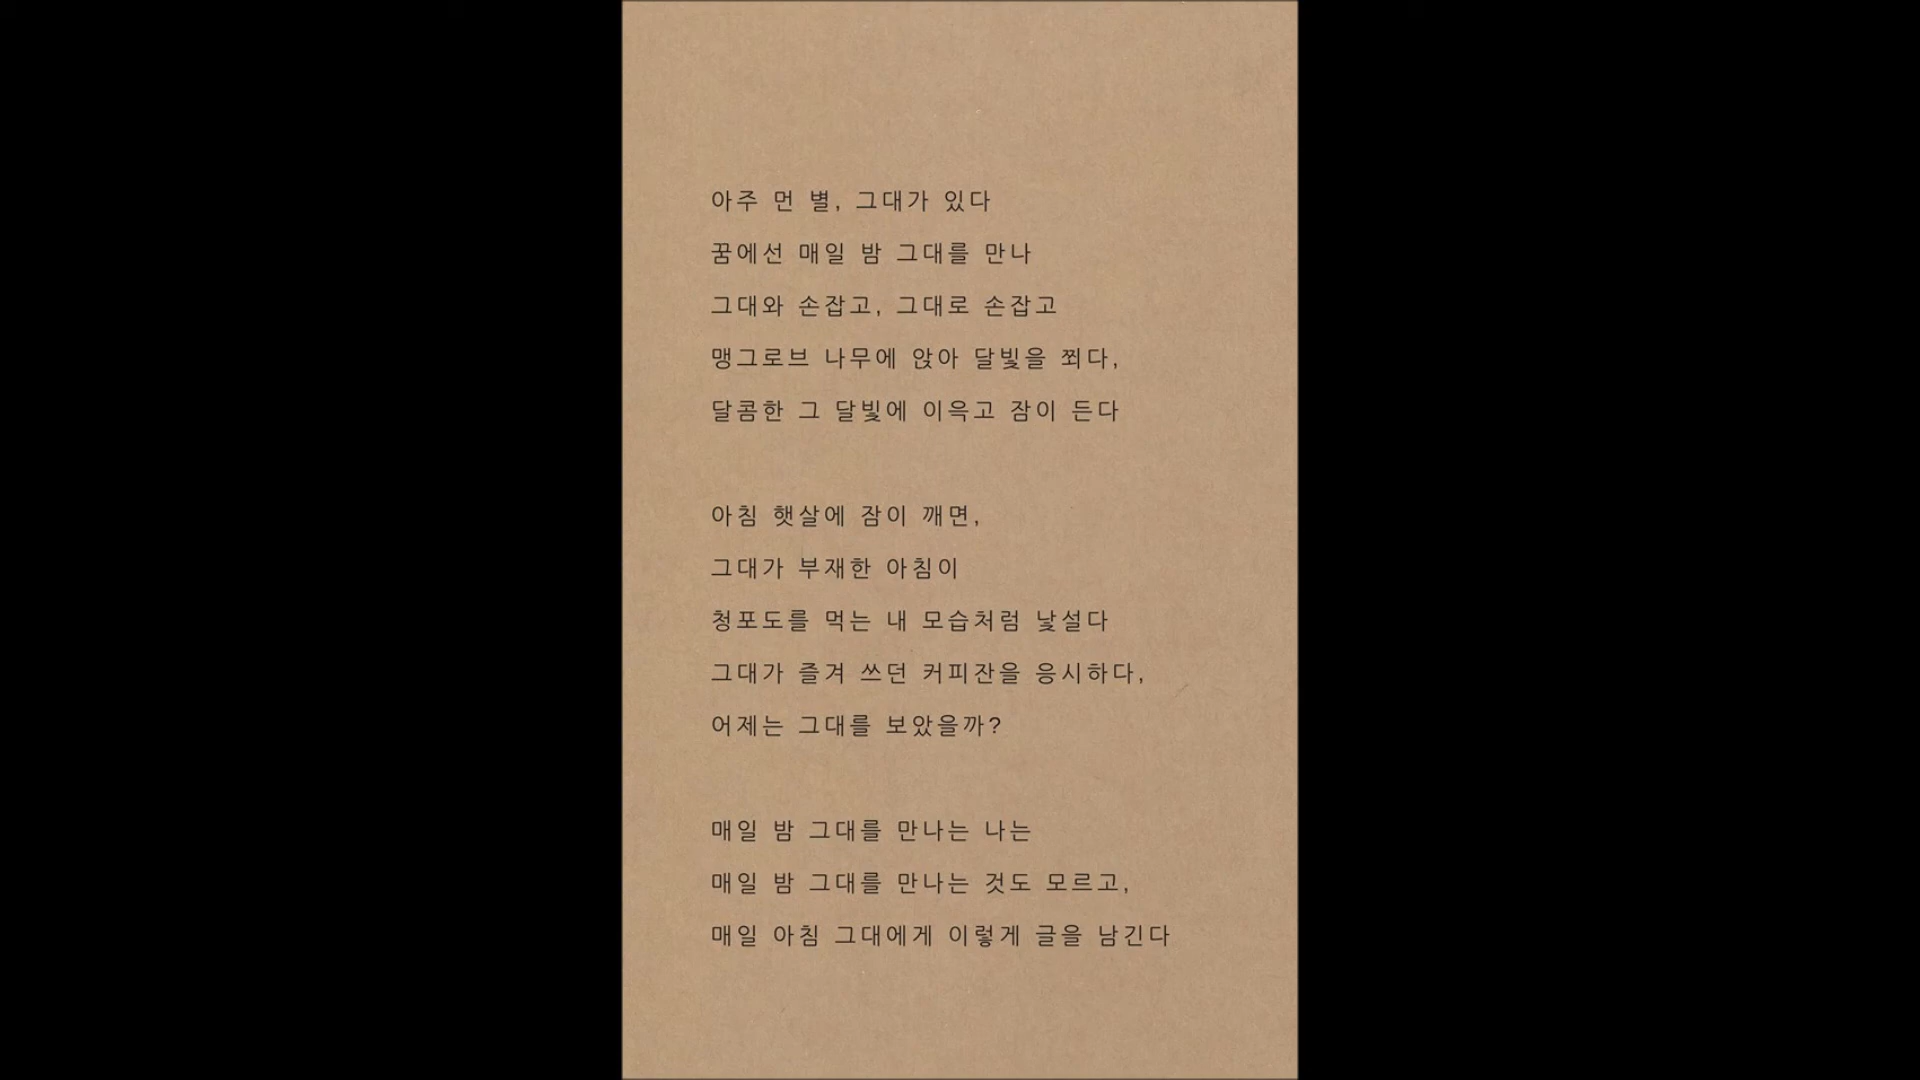 아주 먼 별, 그대가 있다
꿈에선 매일 밤 그대를 만나
그대와 손잡고, 그대로 손잡고
맹그로브 나무에 앉아 달빛을 쬐다,
달콤한 그 달빛에 이윽고 잠이 든다
아침 햇살에 잠이 깨면,
그대가 부재한 아침이
청포도를 먹는 내 모습처럼 낯설다
그대가 즐겨 쓰던 커피잔을 응시하다,
어제는 그대를 보았을까?
매일 밤 그대를 만나는 나는
매일 밤 그대를 만나는 것도 모르고,
매일 아침 그대에게 이렇게 글을 남긴다